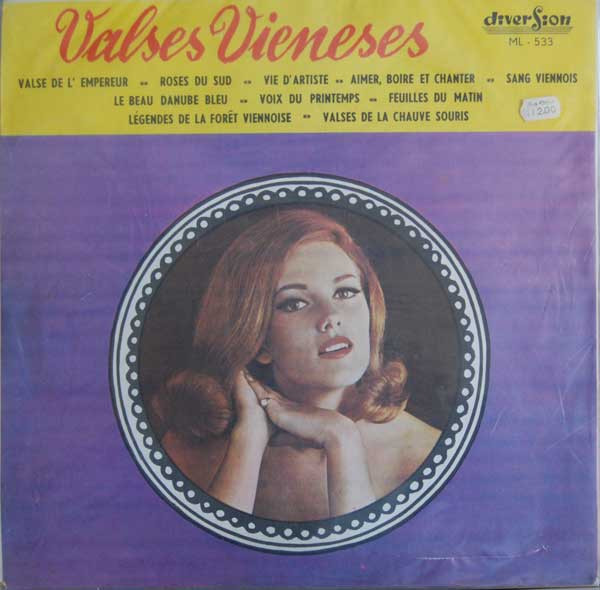 Valses Vieneses
diverSion
ML - 533
VALSE DE L' EMPEREUR -- ROSES DU SUD -- VIE D'ARTISTE -- AIMER, BOIRE ET CHANTER -- SANG VIENNOIS
LE BEAU DANUBE BLEU -- VOIX DU PRINTEMPS -- FEUILLES DU MATIN
LÉGENDES DE LA FORÊT VIENNOISE -- VALSES DE LA CHAUVE SOURIS